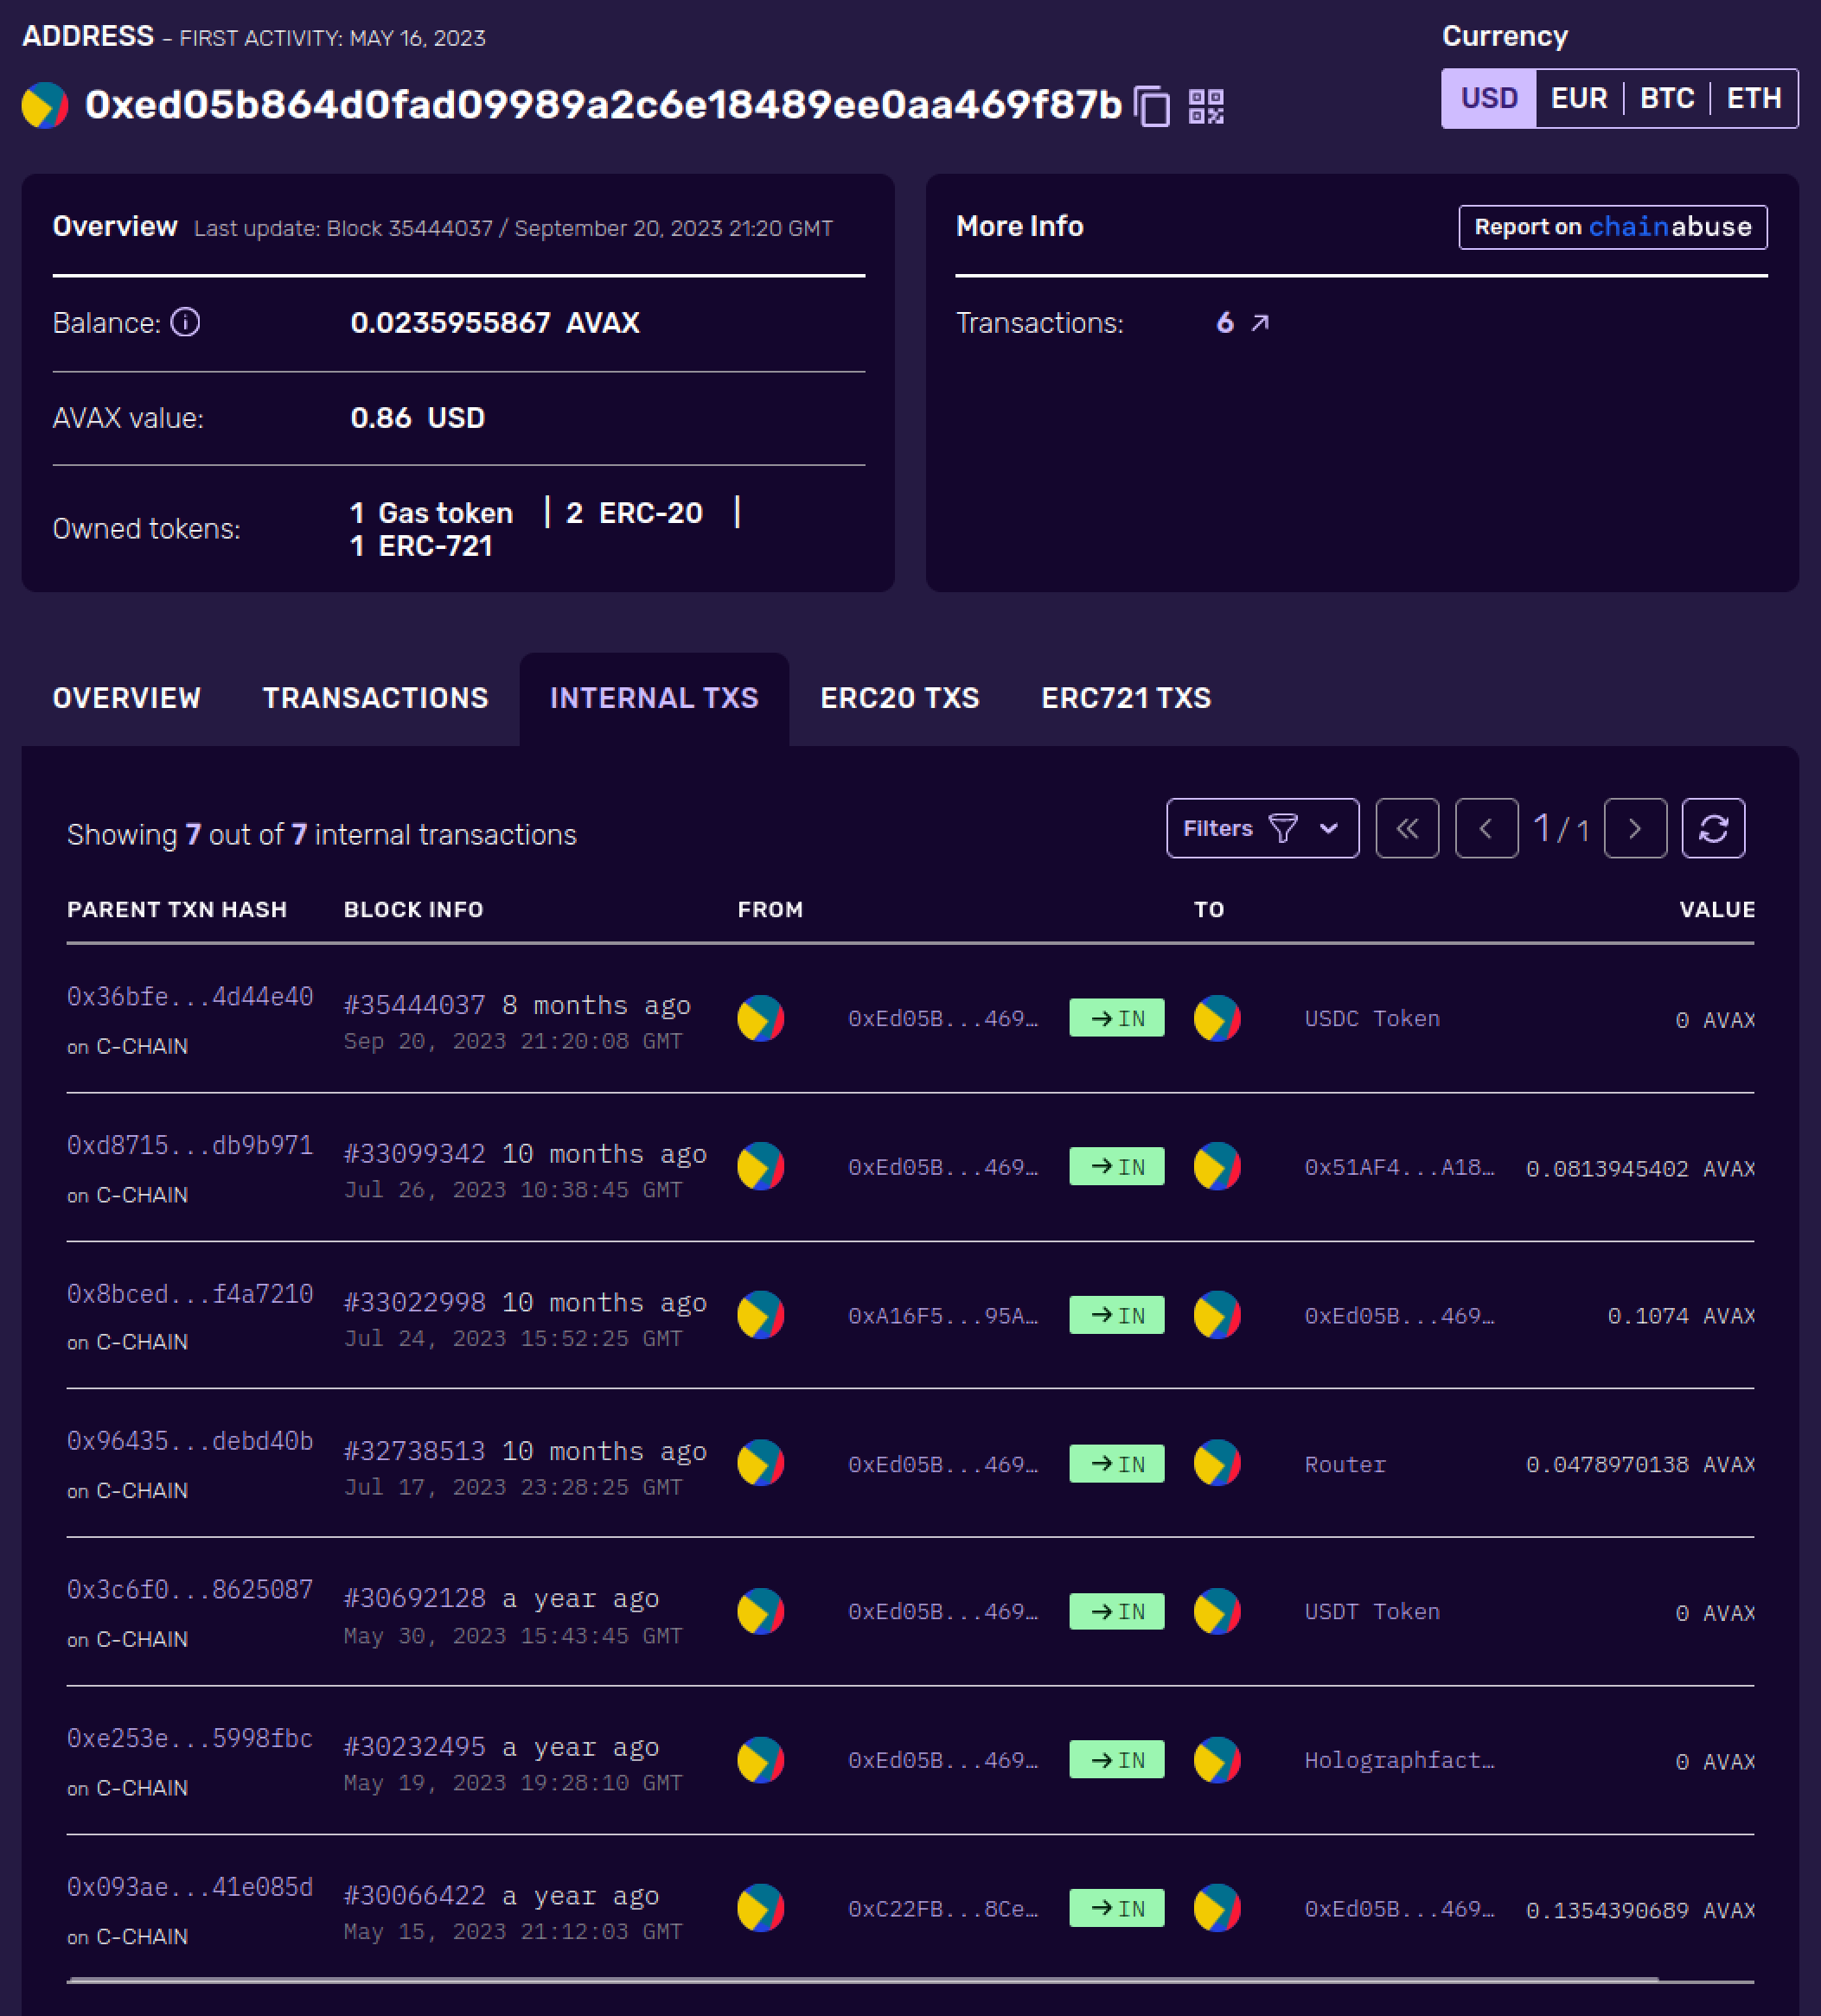 ADDRESS - FIRST ACTIVITY: MAY 16, 2023
Currency
0xed05b864d0fad09989a2c6e18489ee0aa469f87b
USD EUR BTC ETH
Overview Last update: Block 35444037 / September 20, 2023 21:20 GMT
Balance: 0.0235955867 AVAX
AVAX value: 0.86 USD
Owned tokens: 1 Gas token | 2 ERC-20 |
1 ERC-721
More Info Report on chainabuse
Transactions: 6
OVERVIEW TRANSACTIONS INTERNAL TXS ERC20 TXS ERC721 TXS
Showing 7 out of 7 internal transactions
Filters 1 / 1
PARENT TXN HASH BLOCK INFO FROM TO VALUE
0x36bfe...4d44e40 #35444037 8 months ago 0xEd05B...469… IN USDC Token 0 AVAX
on C-CHAIN Sep 20, 2023 21:20:08 GMT
0xd8715...db9b971 #33099342 10 months ago 0xEd05B...469… IN 0x51AF4...A18… 0.0813945402 AVAX
on C-CHAIN Jul 26, 2023 10:38:45 GMT
0x8bced...f4a7210 #33022998 10 months ago 0xA16F5...95A… IN 0xEd05B...469… 0.1074 AVAX
on C-CHAIN Jul 24, 2023 15:52:25 GMT
0x96435...debd40b #32738513 10 months ago 0xEd05B...469… IN Router 0.0478970138 AVAX
on C-CHAIN Jul 17, 2023 23:28:25 GMT
0x3c6f0...8625087 #30692128 a year ago 0xEd05B...469… IN USDT Token 0 AVAX
on C-CHAIN May 30, 2023 15:43:45 GMT
0xe253e...5998fbc #30232495 a year ago 0xEd05B...469… IN Holographfact… 0 AVAX
on C-CHAIN May 19, 2023 19:28:10 GMT
0x093ae...41e085d #30066422 a year ago 0xC22FB...8Ce… IN 0xEd05B...469… 0.1354390689 AVAX
on C-CHAIN May 15, 2023 21:12:03 GMT